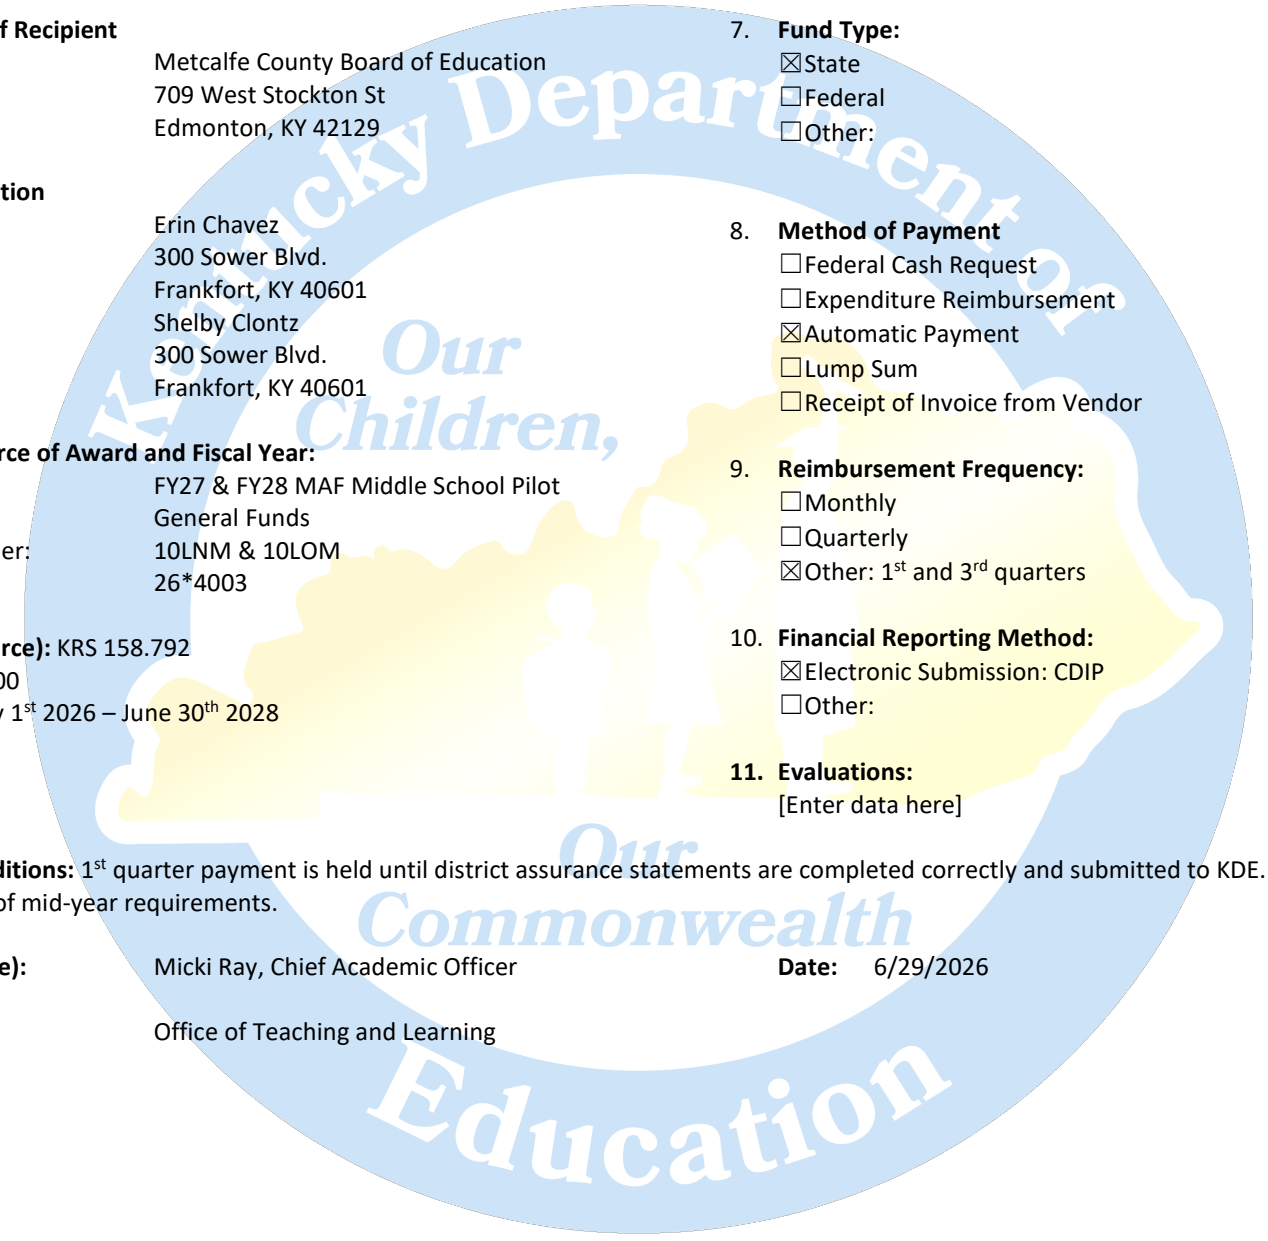 f Recipient
Metcalfe County Board of Education
709 West Stockton St
Edmonton, KY 42129
tion
Erin Chavez
300 Sower Blvd.
Frankfort, KY 40601
Shelby Clontz
300 Sower Blvd.
Frankfort, KY 40601
rce of Award and Fiscal Year:
FY27 & FY28 MAF Middle School Pilot
General Funds
er: 10LNM & 10LOM
26*4003
rce): KRS 158.792
00
y 1st 2026 – June 30th 2028
7. Fund Type:
☒State
☐Federal
☐Other:
8. Method of Payment
☐Federal Cash Request
☐Expenditure Reimbursement
☒Automatic Payment
☐Lump Sum
☐Receipt of Invoice from Vendor
9. Reimbursement Frequency:
☐Monthly
☐Quarterly
☒Other: 1st and 3rd quarters
10. Financial Reporting Method:
☒Electronic Submission: CDIP
☐Other:
11. Evaluations:
[Enter data here]
ditions: 1st quarter payment is held until district assurance statements are completed correctly and submitted to KDE.
of mid-year requirements.
e): Micki Ray, Chief Academic Officer Date: 6/29/2026
Office of Teaching and Learning
Kentucky Department of
Education
Our
Children,
Our
Commonwealth